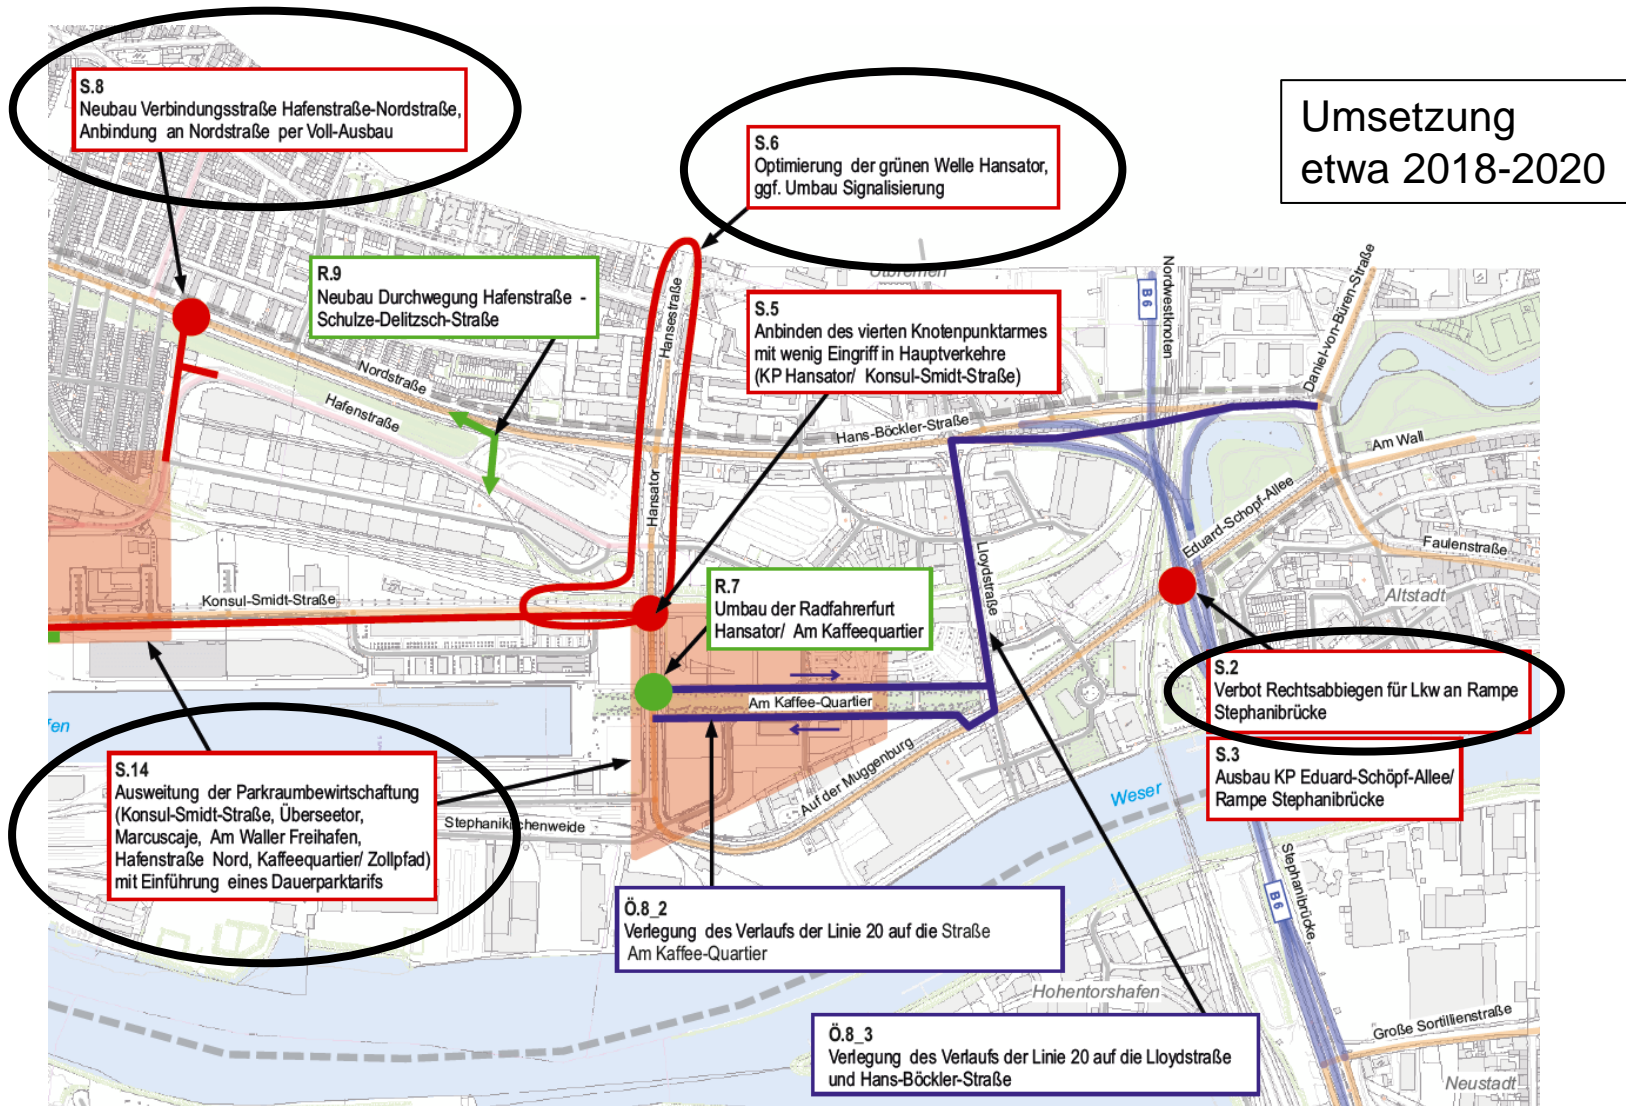 S.8
Neubau Verbindungsstraße Hafenstraße-Nordstraße,
Anbindung an Nordstraße per Voll-Ausbau
S.6
Optimierung der grünen Welle Hansator,
ggf. Umbau Signalisierung
Umsetzung
etwa 2018-2020
R.9
Neubau Durchwegung Hafenstraße -
Schulze-Delitzsch-Straße
S.5
Anbinden des vierten Knotenpunktarmes
mit wenig Eingriff in Hauptverkehre
(KP Hansator/ Konsul-Smidt-Straße)
Utbremen
Hansestraße
B 6
Nordwestknoten
Daniel-von-Büren-Straße
Nordstraße
Hafenstraße
Hans-Böckler-Straße
Am Wall
Hansator
Eduard-Schopf-Allee
Faulenstraße
Lloydstraße
Konsul-Smidt-Straße
R.7
Umbau der Radfahrerfurt
Hansator/ Am Kaffeequartier
Altstadt
S.2
Verbot Rechtsabbiegen für Lkw an Rampe
Stephanibrücke
Am Kaffee-Quartier
fen
S.3
Ausbau KP Eduard-Schöpf-Allee/
Rampe Stephanibrücke
Auf der Muggenburg
Weser
S.14
Ausweitung der Parkraumbewirtschaftung
(Konsul-Smidt-Straße, Überseetor,
Marcuscaje, Am Waller Freihafen,
Hafenstraße Nord, Kaffeequartier/ Zollpfad)
mit Einführung eines Dauerparktarifs
Stephanikirchenweide
Stephanibrücke
B 6
Ö.8_2
Verlegung des Verlaufs der Linie 20 auf die Straße
Am Kaffee-Quartier
Hohentorshafen
Ö.8_3
Verlegung des Verlaufs der Linie 20 auf die Lloydstraße
und Hans-Böckler-Straße
Große Sortillienstraße
Neustadt